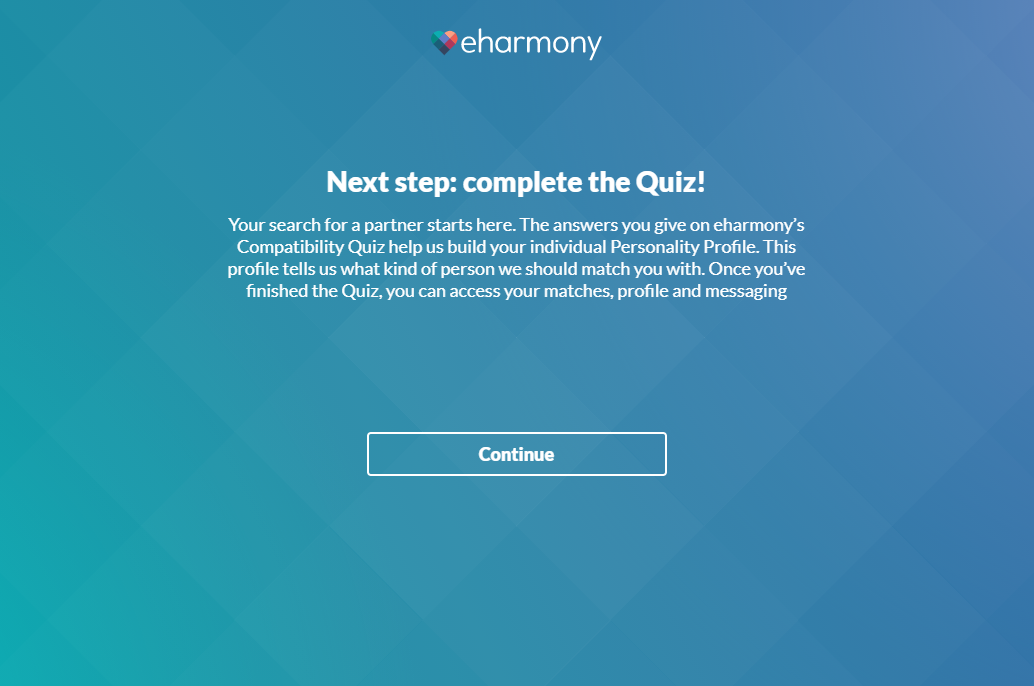 eharmony
Next step: complete the Quiz!
Your search for a partner starts here. The answers you give on eharmony’s
Compatibility Quiz help us build your individual Personality Profile. This
profile tells us what kind of person we should match you with. Once you’ve
finished the Quiz, you can access your matches, profile and messaging
Continue